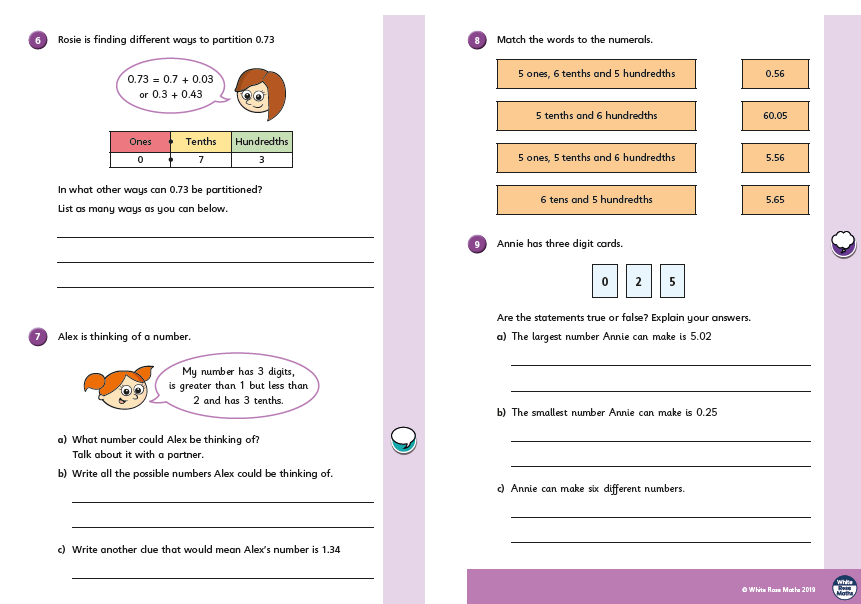 6 Rosie is finding different ways to partition 0.73
0.73 = 0.7 + 0.03
or 0.3 + 0.43
Ones Tenths Hundredths
0 7 3
In what other ways can 0.73 be partitioned?
List as many ways as you can below.
7 Alex is thinking of a number.
My number has 3 digits,
is greater than 1 but less than
2 and has 3 tenths.
a) What number could Alex be thinking of?
Talk about it with a partner.
b) Write all the possible numbers Alex could be thinking of.
c) Write another clue that would mean Alex's number is 1.34
8 Match the words to the numerals.
5 ones, 6 tenths and 5 hundredths 0.56
5 tenths and 6 hundredths 60.05
5 ones, 5 tenths and 6 hundredths 5.56
6 tens and 5 hundredths 5.65
9 Annie has three digit cards.
0 2 5
Are the statements true or false? Explain your answers.
a) The largest number Annie can make is 5.02
b) The smallest number Annie can make is 0.25
c) Annie can make six different numbers.
© White Rose Maths 2019
White
Rose
Maths